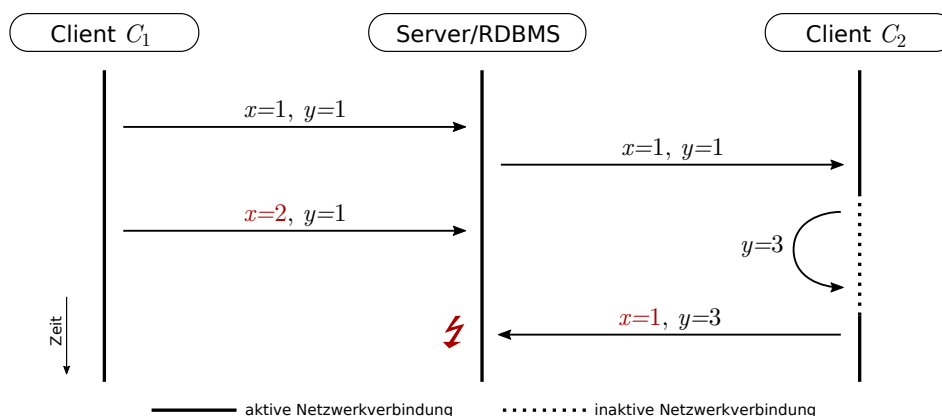 Client C₁
Server/RDBMS
Client C₂
x=1, y=1
x=1, y=1
x=2, y=1
y=3
x=1, y=3
Zeit
aktive Netzwerkverbindung
inaktive Netzwerkverbindung